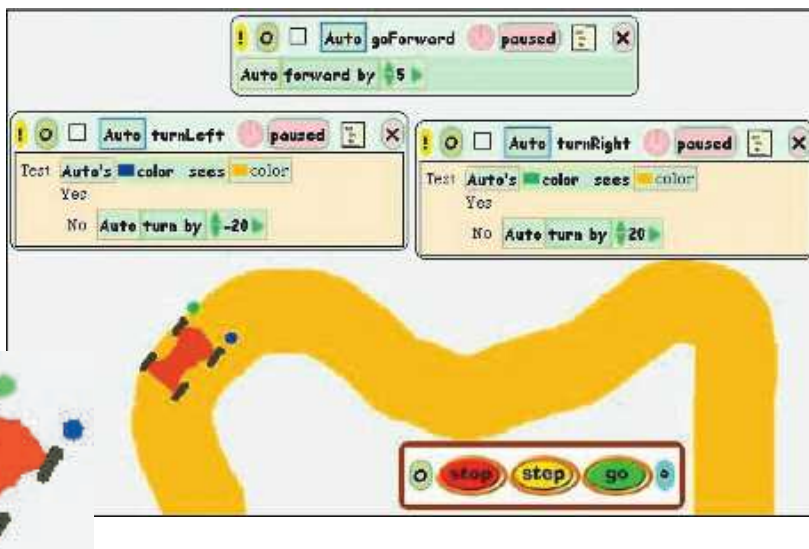 ! Auto goForward paused
Auto forward by 5
! Auto turnLeft paused
Test Auto's color sees color
Yes
No Auto turn by -20
! Auto turnRight paused
Test Auto's color sees color
Yes
No Auto turn by 20
stop step go